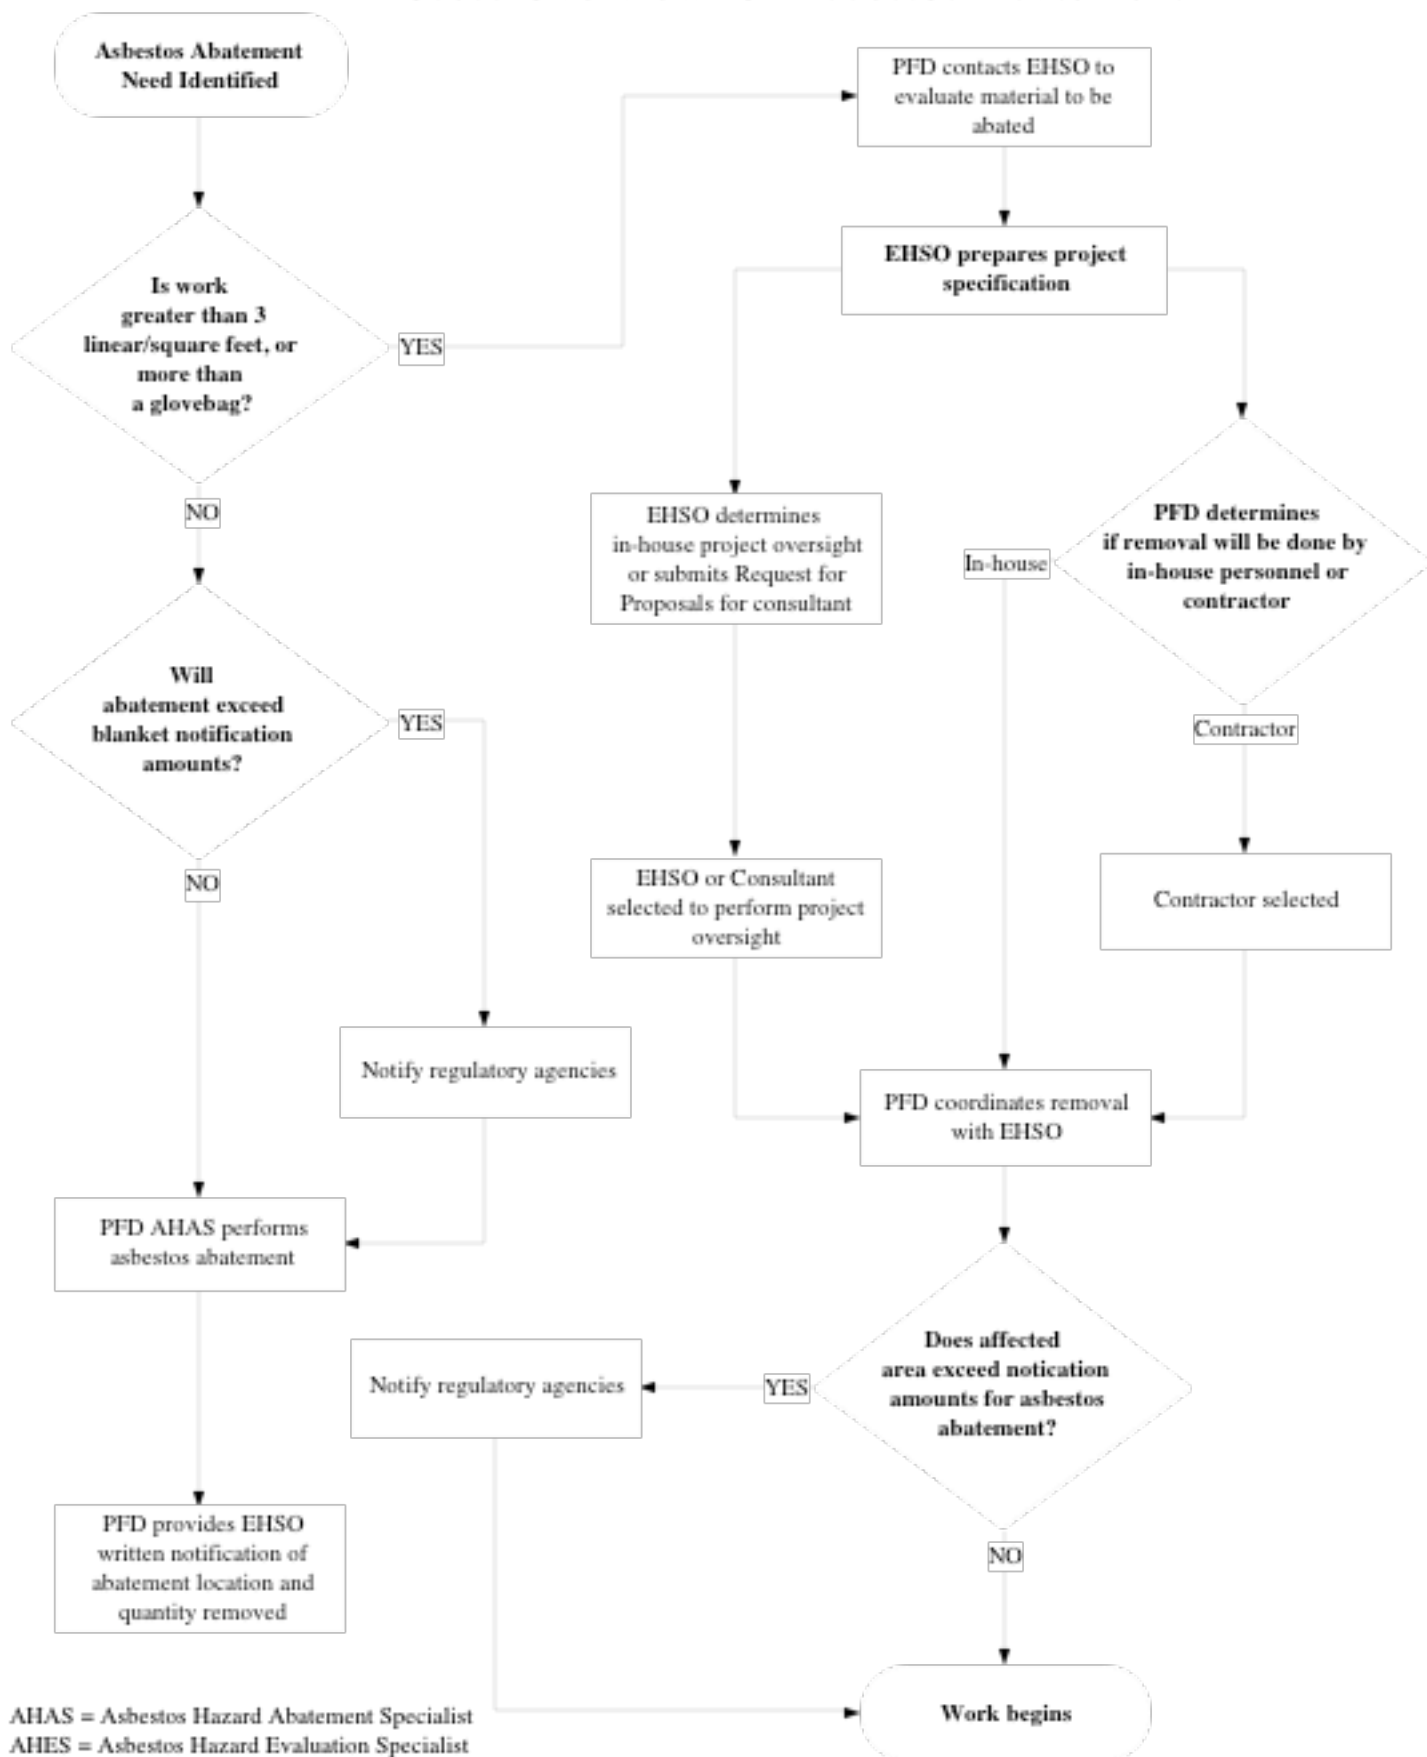 Asbestos Abatement
Need Identified
PFD contacts EHSO to
evaluate material to be
abated
EHSO prepares project
specification
Is work
greater than 3
linear/square feet, or
more than
a glovebag?
YES
NO
EHSO determines
in-house project oversight
or submits Request for
Proposals for consultant
PFD determines
if removal will be done by
in-house personnel or
contractor
In-house
Contractor
Will
abatement exceed
blanket notification
amounts?
YES
NO
EHSO or Consultant
selected to perform project
oversight
Contractor selected
Notify regulatory agencies
PFD coordinates removal
with EHSO
PFD AHAS performs
asbestos abatement
Does affected
area exceed notication
amounts for asbestos
abatement?
YES
Notify regulatory agencies
NO
PFD provides EHSO
written notification of
abatement location and
quantity removed
Work begins
AHAS = Asbestos Hazard Abatement Specialist
AHES = Asbestos Hazard Evaluation Specialist